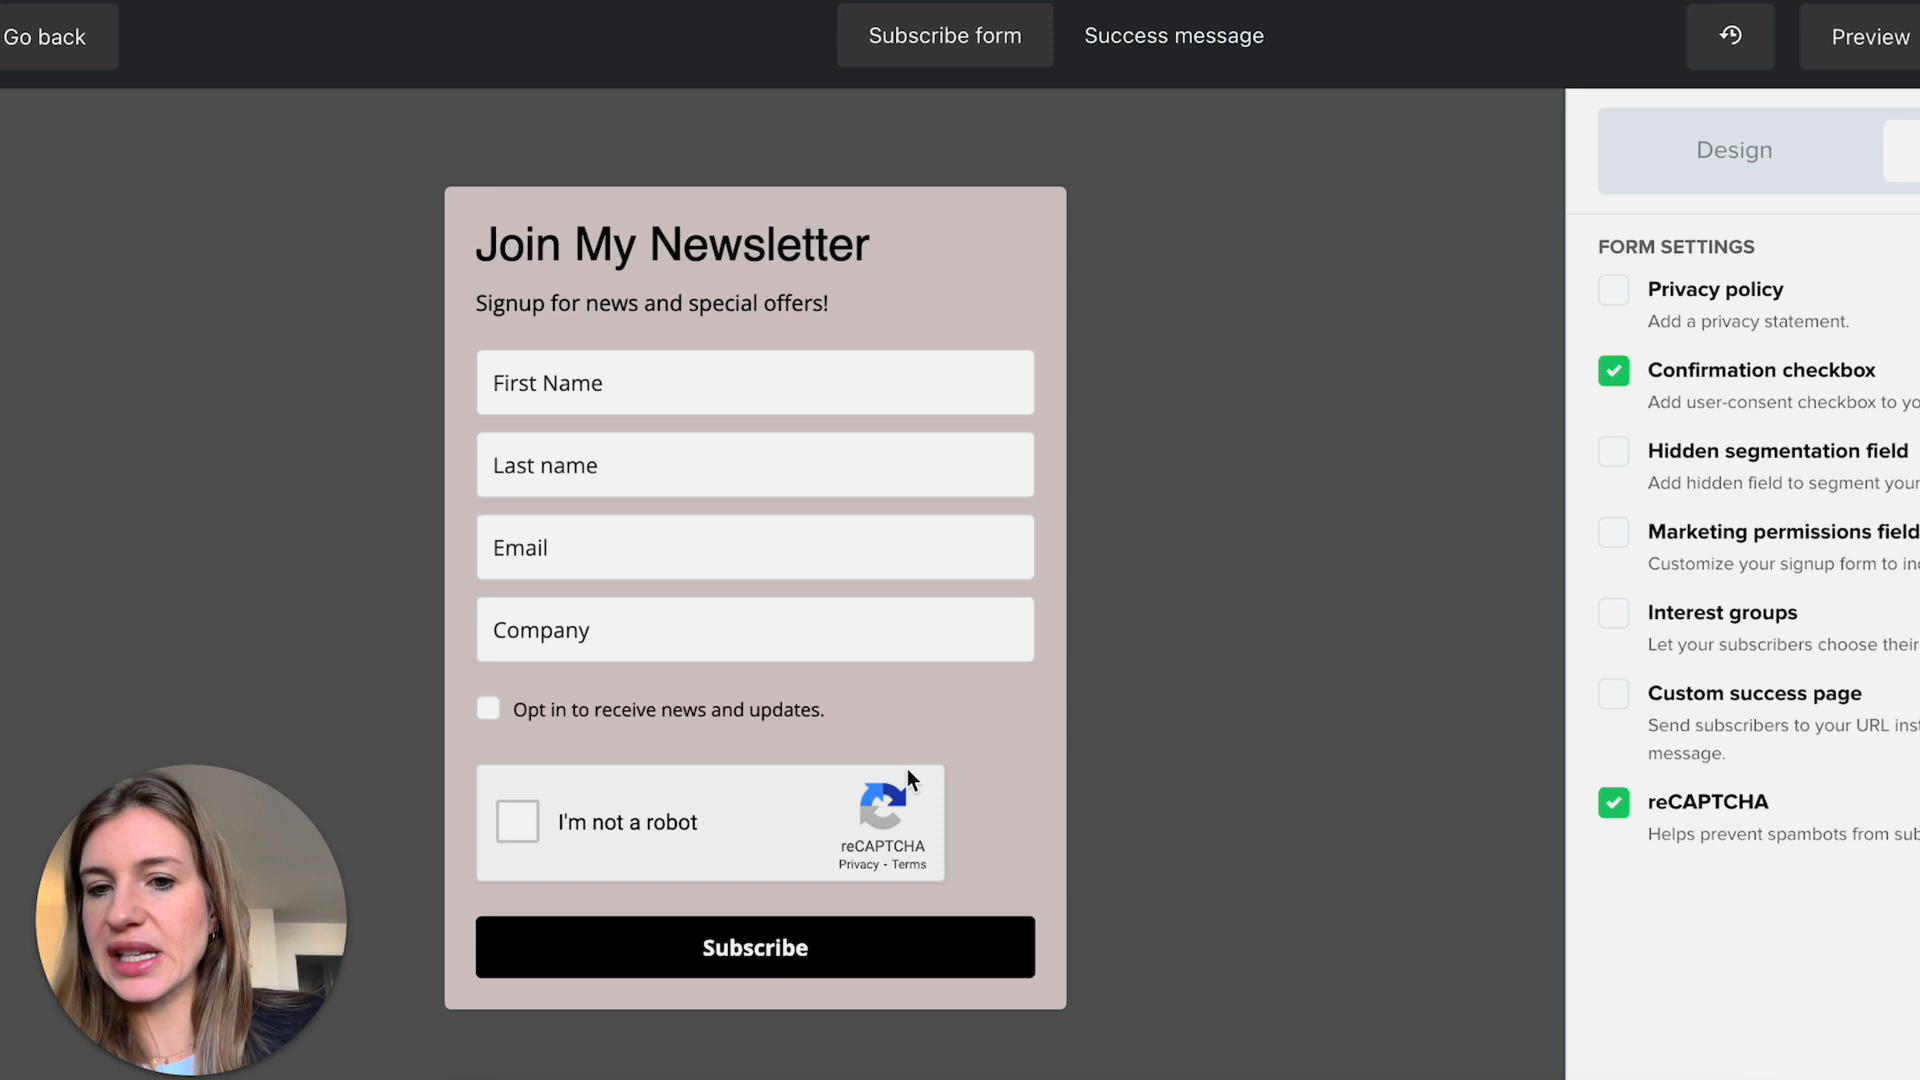 Go back
Subscribe form
Success message
Preview
Design
Join My Newsletter
Signup for news and special offers!
First Name
Last name
Email
Company
Opt in to receive news and updates.
I'm not a robot
reCAPTCHA
Privacy - Terms
Subscribe
FORM SETTINGS
Privacy policy
Add a privacy statement.
Confirmation checkbox
Add user-consent checkbox to yo
Hidden segmentation field
Add hidden field to segment your
Marketing permissions field
Customize your signup form to in
Interest groups
Let your subscribers choose their
Custom success page
Send subscribers to your URL inst
message.
reCAPTCHA
Helps prevent spambots from sub